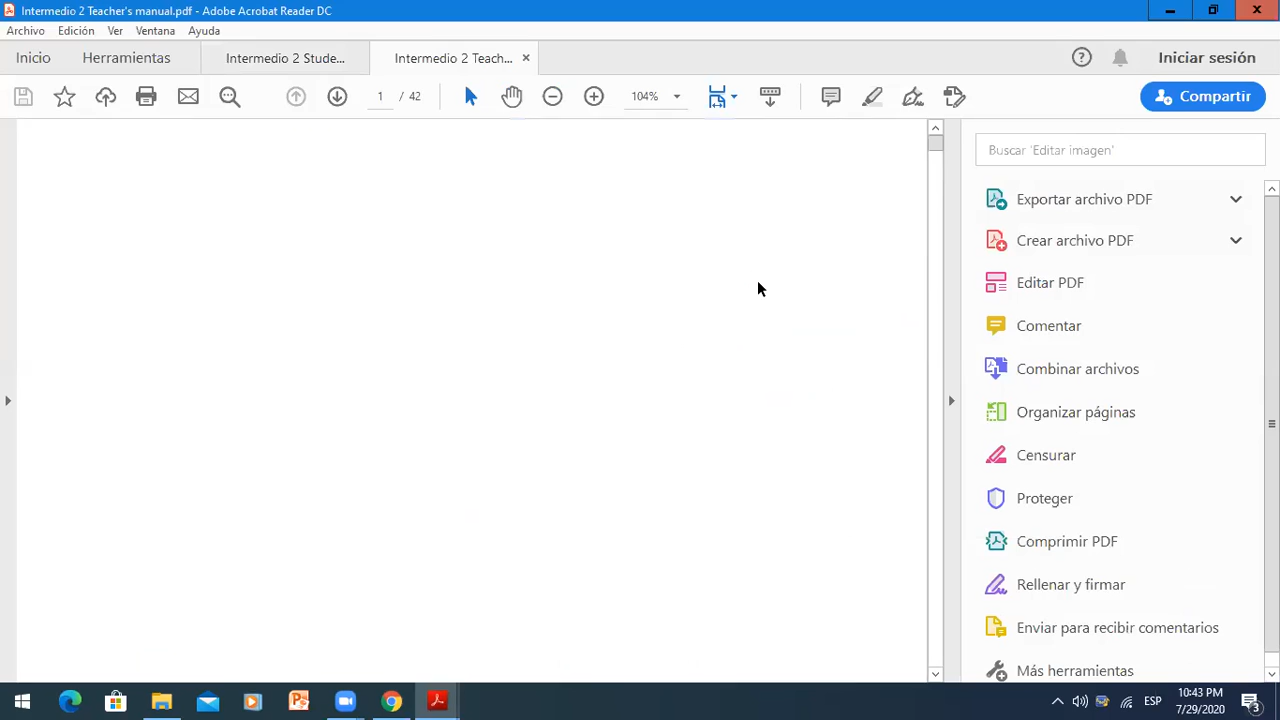 Intermedio 2 Teacher's manual.pdf - Adobe Acrobat Reader DC
Archivo Edición Ver Ventana Ayuda
Inicio Herramientas Intermedio 2 Stude... Intermedio 2 Teach... Iniciar sesión
1 / 42 104% Compartir
Buscar 'Editar imagen'
Exportar archivo PDF
Crear archivo PDF
Editar PDF
Comentar
Combinar archivos
Organizar páginas
Censurar
Proteger
Comprimir PDF
Rellenar y firmar
Enviar para recibir comentarios
Más herramientas
ESP
10:43 PM
7/29/2020
3